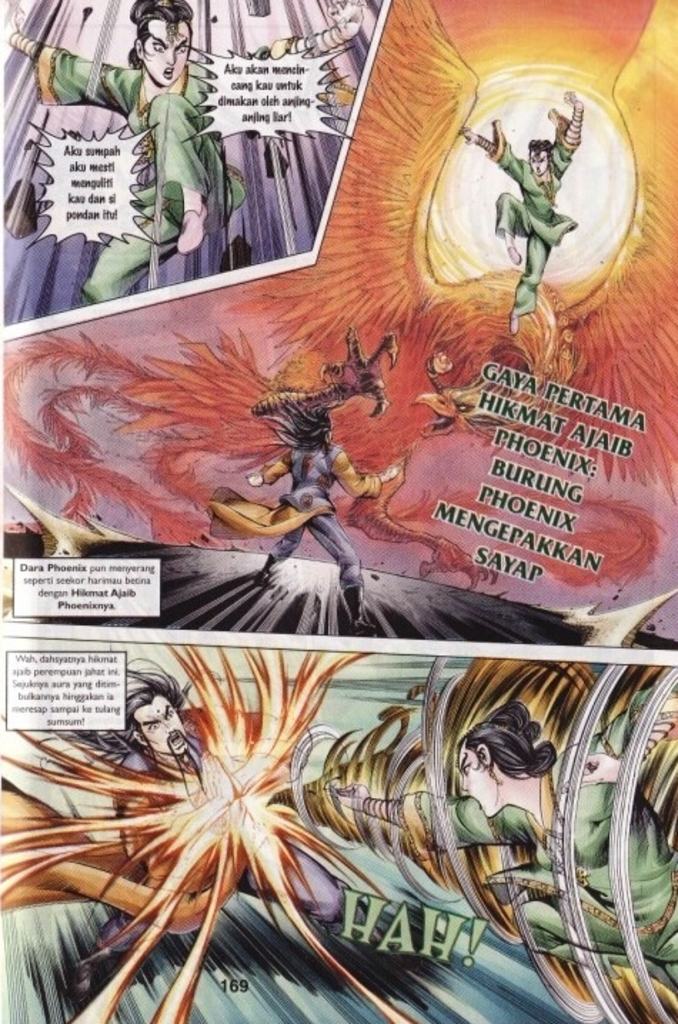 Aku akan mencin-
cang kau untuk
dimakan oleh anjing-
anjing liar!
Aku sumpah
aku mesti
menguliti
kau dan si
pondan itu!
GAYA PERTAMA
HIKMAT AJAIB
PHOENIX:
BURUNG
PHOENIX
MENGEPAKKAN
SAYAP
Dara Phoenix pun menyerang
seperti seekor harimau betina
dengan Hikmat Ajaib
Phoenixnya.
Wah, dahsyatnya hikmat
ajaib perempuan jahat ini.
Sejuknya aura yang ditim-
bulkannya hinggakan ia
meresap sampai ke tulang
sumsum!
HAH!
169